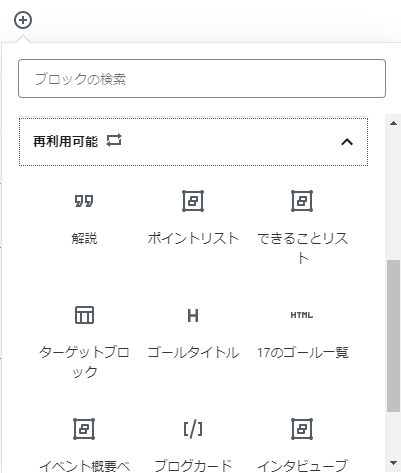 ブロックの検索
再利用可能
解説
ポイントリスト
できることリス
ト
ターゲットブロ
ック
ゴールタイトル
HTML
17のゴール一覧
イベント概要ベ
ブログカード
インタビューブ